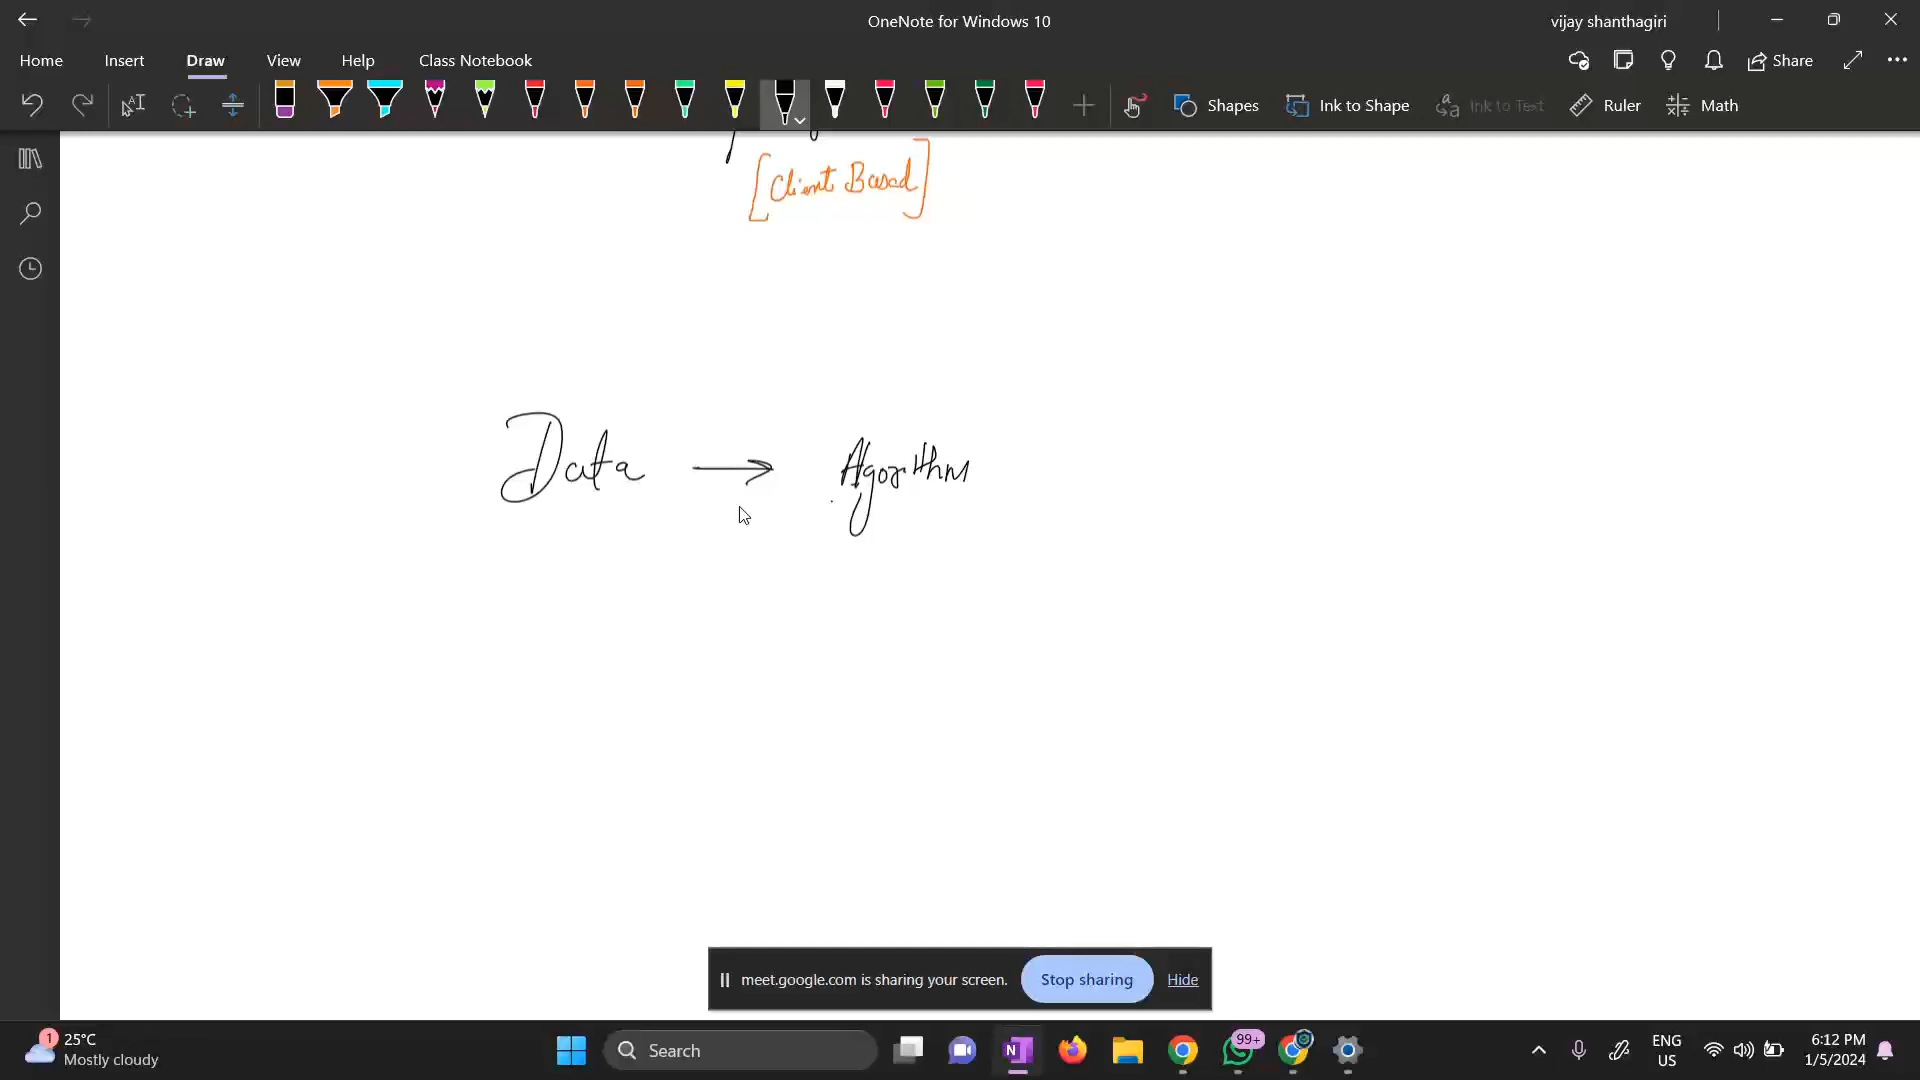 OneNote for Windows 10
vijay shanthagiri
Home Insert Draw View Help Class Notebook
Share
Shapes Ink to Shape Ink to Text Ruler Math
[Client Based]
Data → Algorithm
meet.google.com is sharing your screen. Stop sharing Hide
1 25°C
Mostly cloudy
Search
99+
ENG
US
6:12 PM
1/5/2024